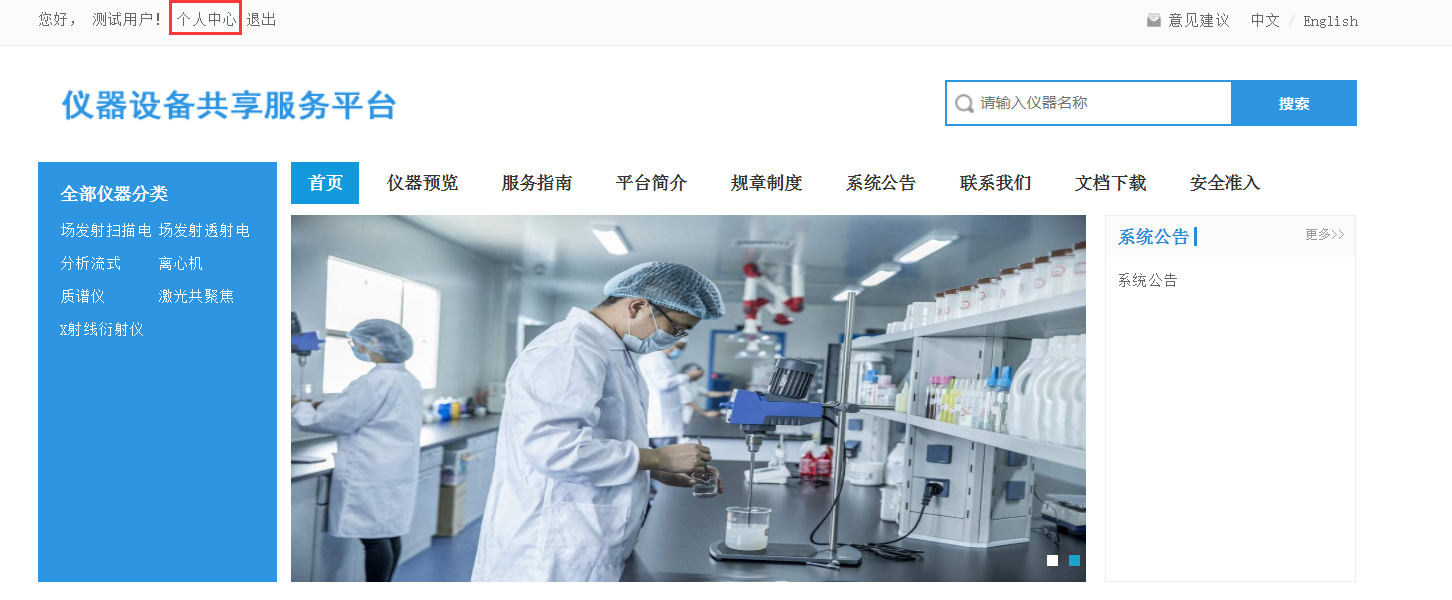 您好， 测试用户! 个人中心 退出
意见建议 中文 / English
仪器设备共享服务平台
请输入仪器名称 搜索
首页 仪器预览 服务指南 平台简介 规章制度 系统公告 联系我们 文档下载 安全准入
全部仪器分类
场发射扫描电 场发射透射电
分析流式 离心机
质谱仪 激光共聚焦
x射线衍射仪
系统公告 更多>>
系统公告